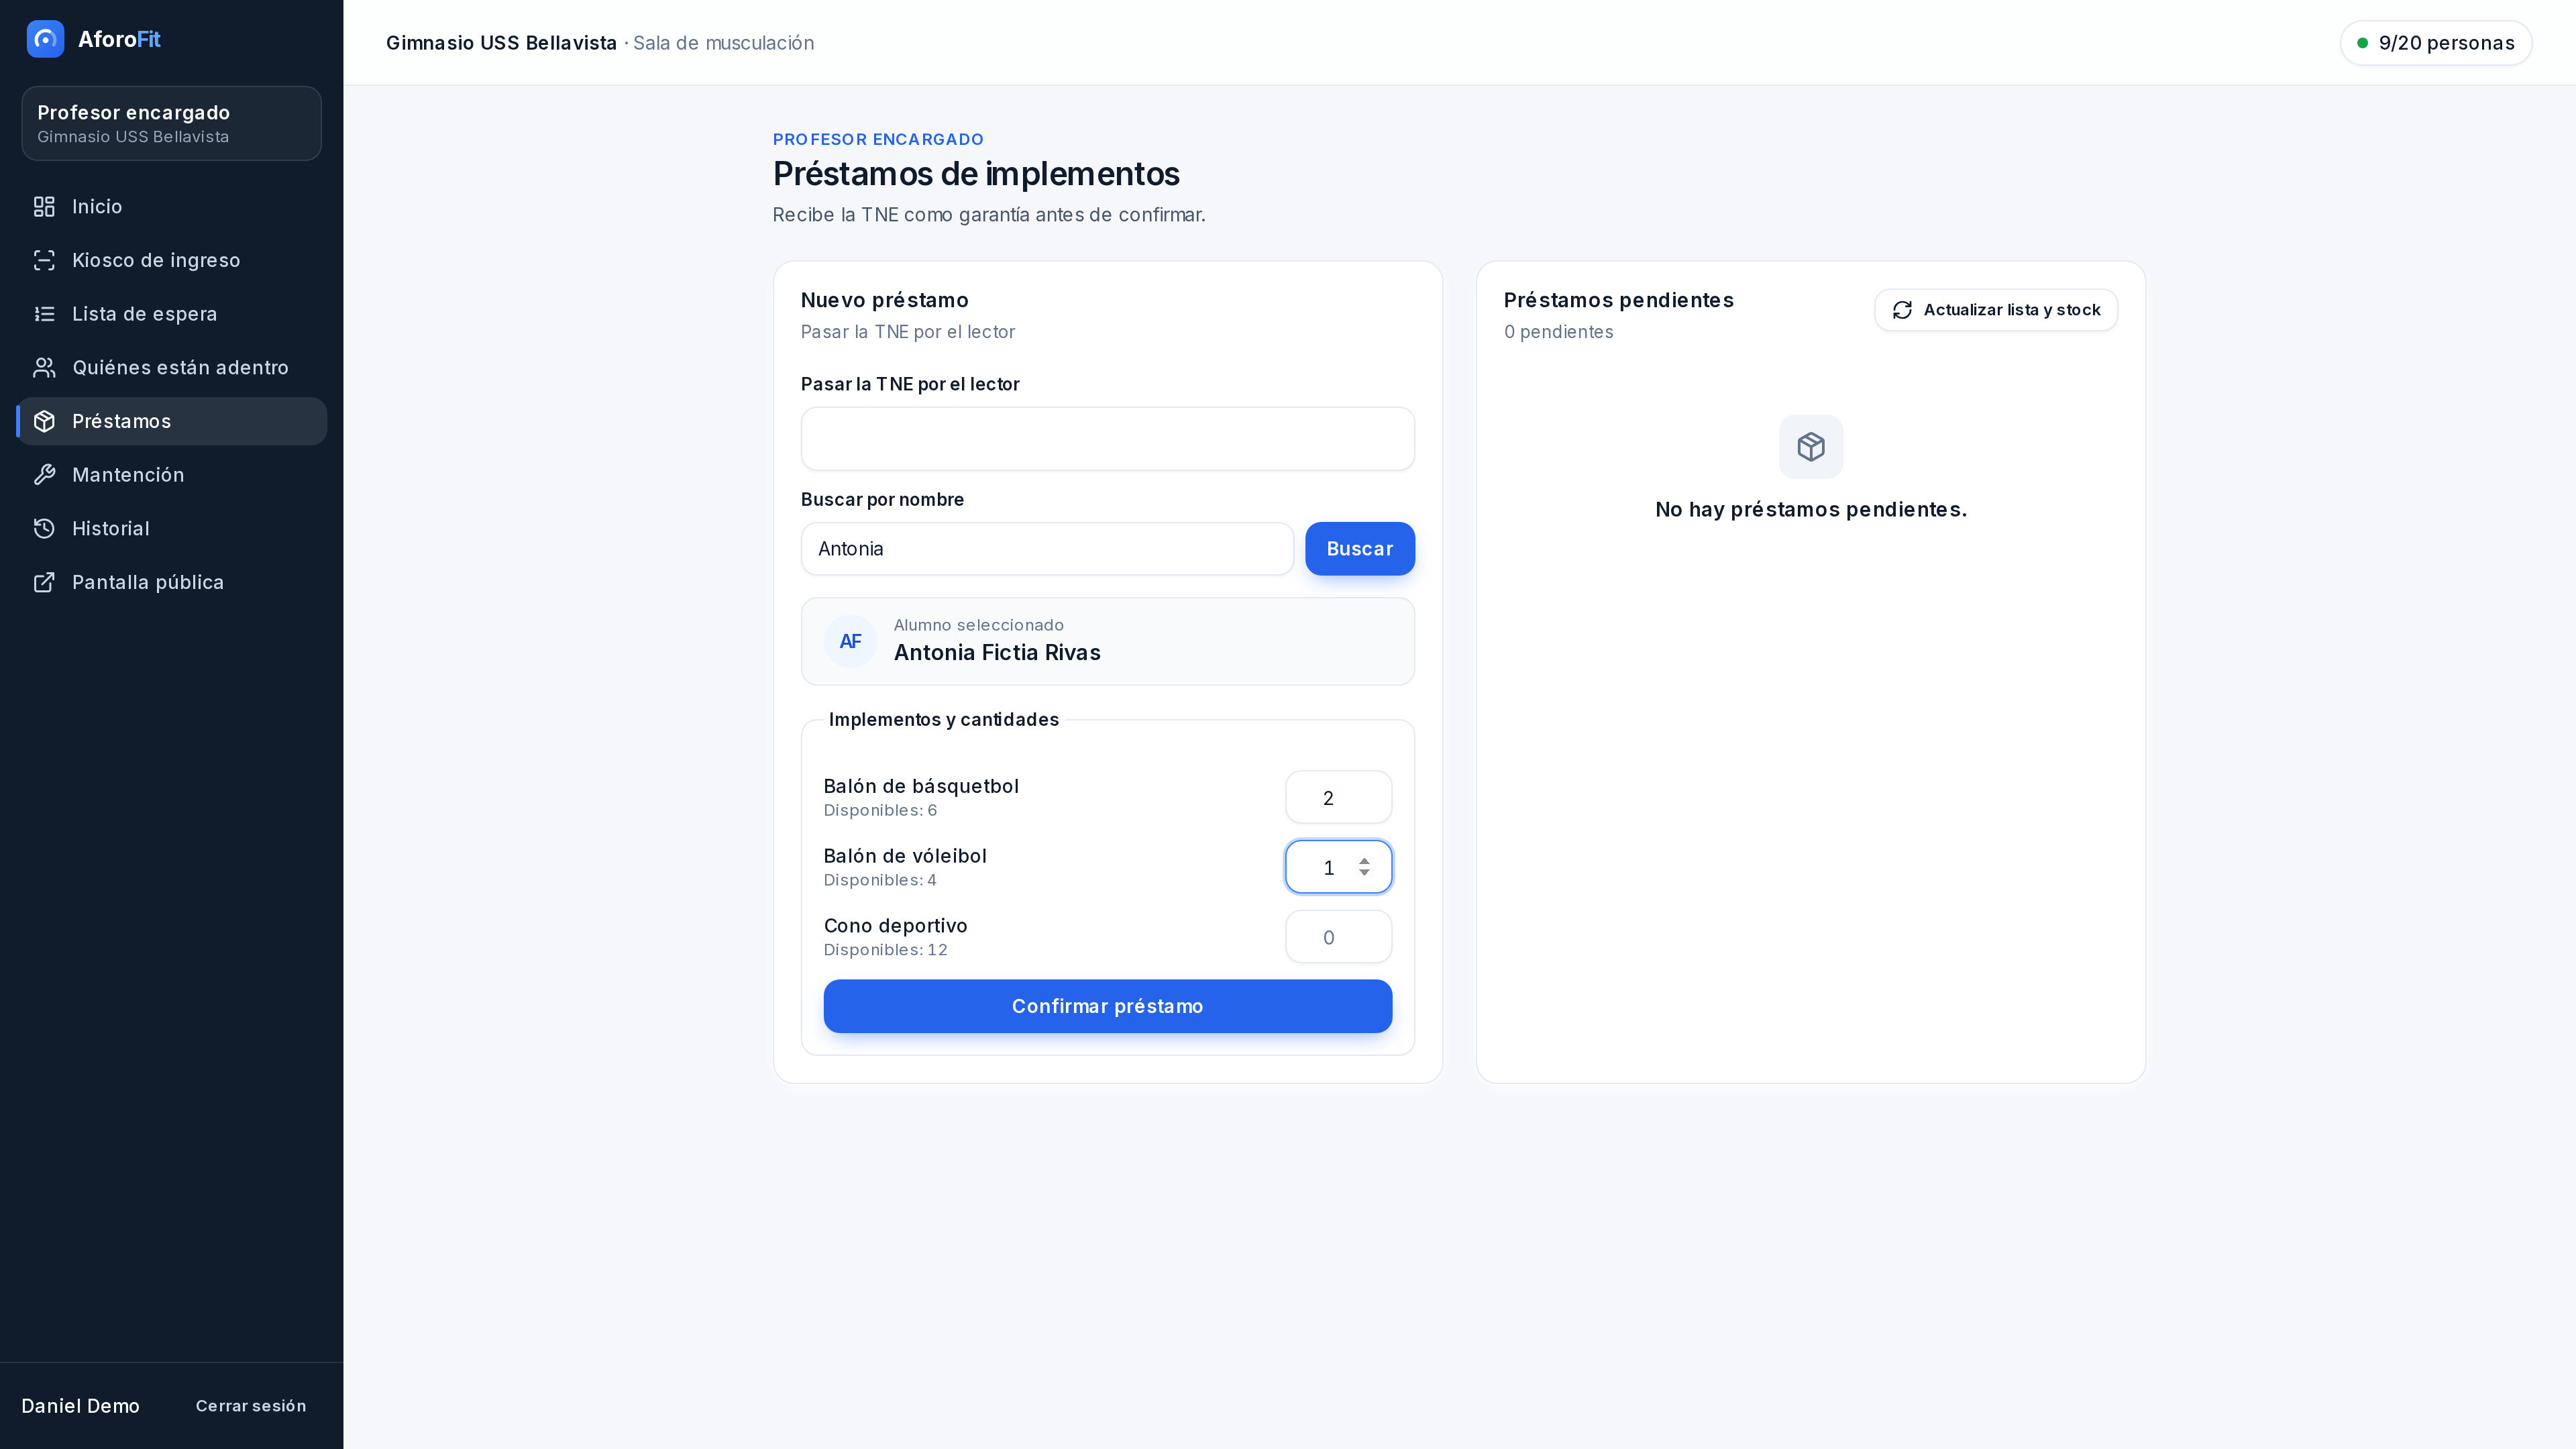 AforoFit
Profesor encargado
Gimnasio USS Bellavista
Inicio
Kiosco de ingreso
Lista de espera
Quiénes están adentro
Préstamos
Mantención
Historial
Pantalla pública
Daniel Demo
Cerrar sesión
Gimnasio USS Bellavista · Sala de musculación
9/20 personas
PROFESOR ENCARGADO
Préstamos de implementos
Recibe la TNE como garantía antes de confirmar.
Nuevo préstamo
Pasar la TNE por el lector
Pasar la TNE por el lector
Buscar por nombre
Antonia
Buscar
AF
Alumno seleccionado
Antonia Fictia Rivas
Implementos y cantidades
Balón de básquetbol
Disponibles: 6
2
Balón de vóleibol
Disponibles: 4
1
Cono deportivo
Disponibles: 12
0
Confirmar préstamo
Préstamos pendientes
0 pendientes
Actualizar lista y stock
No hay préstamos pendientes.